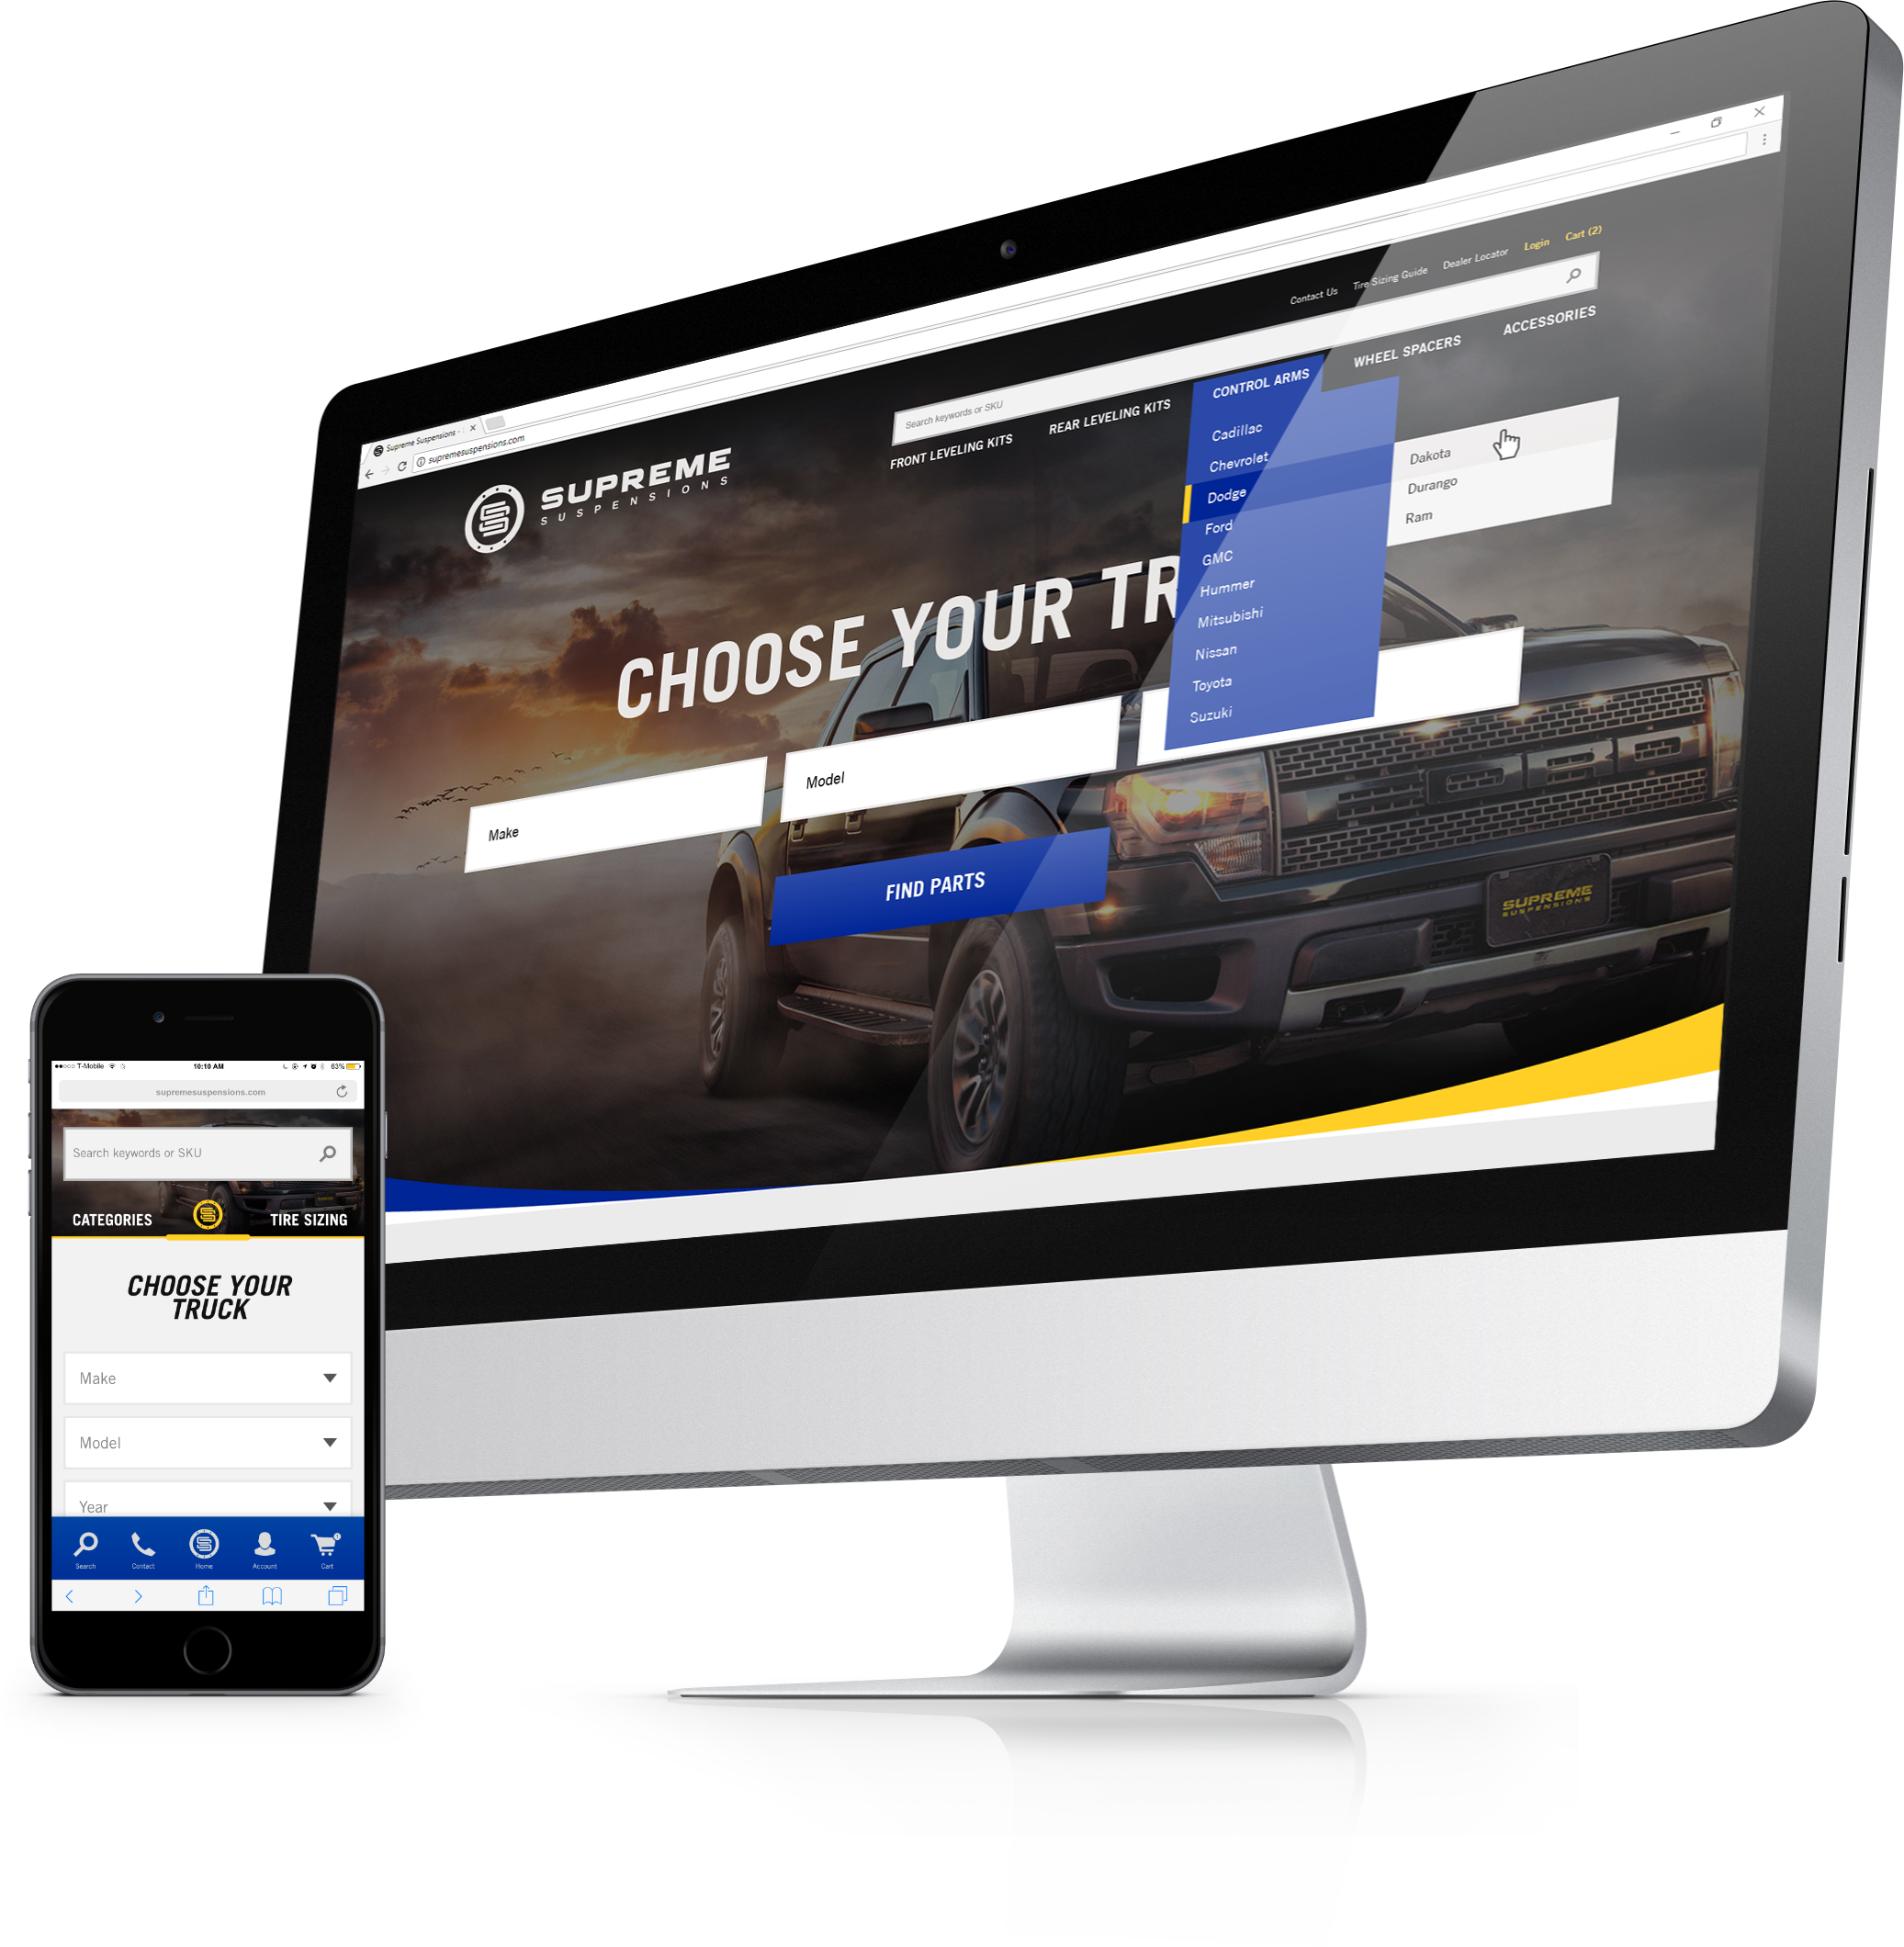 Supreme Suspensions -
supremesuspensions.com
Contact Us Tire Sizing Guide Dealer Locator Login Cart (2)
Search keywords or SKU
SUPREME
SUSPENSIONS
FRONT LEVELING KITS REAR LEVELING KITS CONTROL ARMS WHEEL SPACERS ACCESSORIES
Cadillac
Chevrolet
Dodge
Ford
GMC
Hummer
Mitsubishi
Nissan
Toyota
Suzuki
Dakota
Durango
Ram
CHOOSE YOUR TR
Make
Model
FIND PARTS
SUPREME
SUSPENSIONS
T-Mobile 10:10 AM 63%
supremesuspensions.com
Search keywords or SKU
CATEGORIES TIRE SIZING
CHOOSE YOUR
TRUCK
Make
Model
Year
Search Contact Home Account Cart